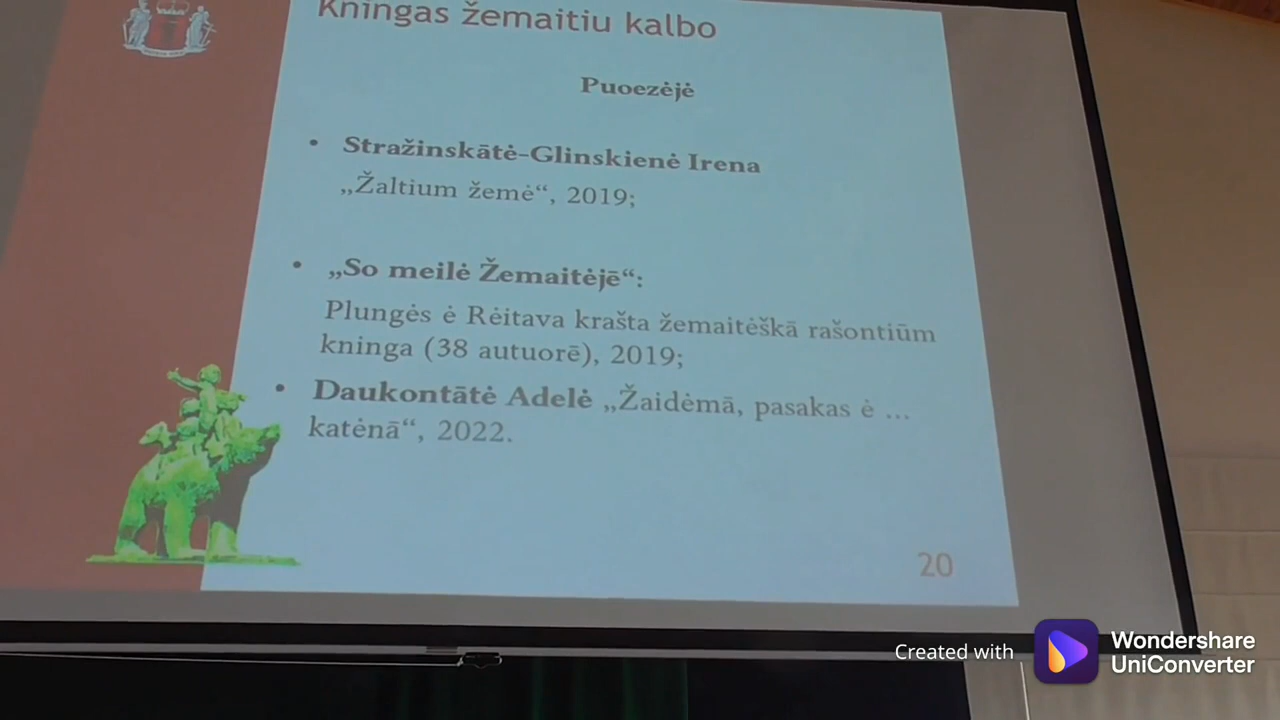 Kningas žemaitiu kalbo
Puoezėjė
• Stražinskātė-Glinskienė Irena
„Žaltium žemė“, 2019;
• „So meilė Žemaitėjē“:
Plungės ė Rėitava krašta žemaitėškā rašontiūm
kninga (38 autuorē), 2019;
• Daukontātė Adelė „Žaidėmā, pasakas ė ...
katėnā“, 2022.
20
Created with
Wondershare
UniConverter